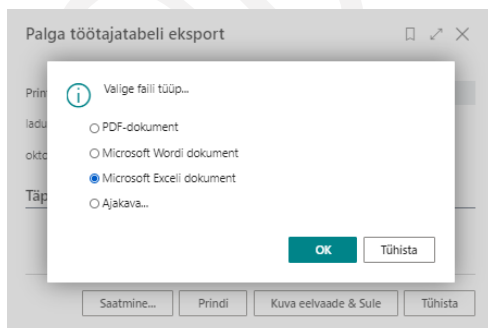 Palga töötajatabeli eksport
Valige faili tüüp...
PDF-dokument
Microsoft Wordi dokument
Microsoft Exceli dokument
Ajakava...
OK
Tühista
Saatmine...
Prindi
Kuva eelvaade & Sule
Tühista